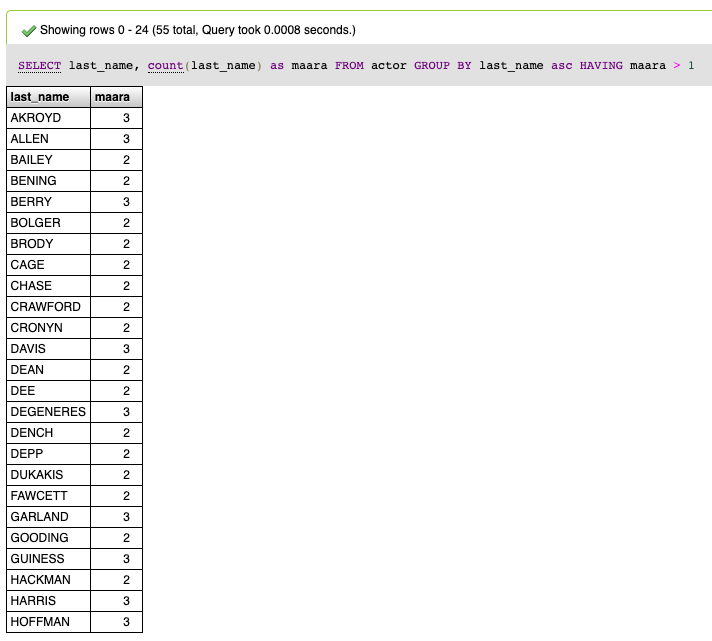 Showing rows 0 - 24 (55 total, Query took 0.0008 seconds.)
SELECT last_name, count(last_name) as maara FROM actor GROUP BY last_name asc HAVING maara > 1
last_name maara
AKROYD 3
ALLEN 3
BAILEY 2
BENING 2
BERRY 3
BOLGER 2
BRODY 2
CAGE 2
CHASE 2
CRAWFORD 2
CRONYN 2
DAVIS 3
DEAN 2
DEE 2
DEGENERES 3
DENCH 2
DEPP 2
DUKAKIS 2
FAWCETT 2
GARLAND 3
GOODING 2
GUINESS 3
HACKMAN 2
HARRIS 3
HOFFMAN 3